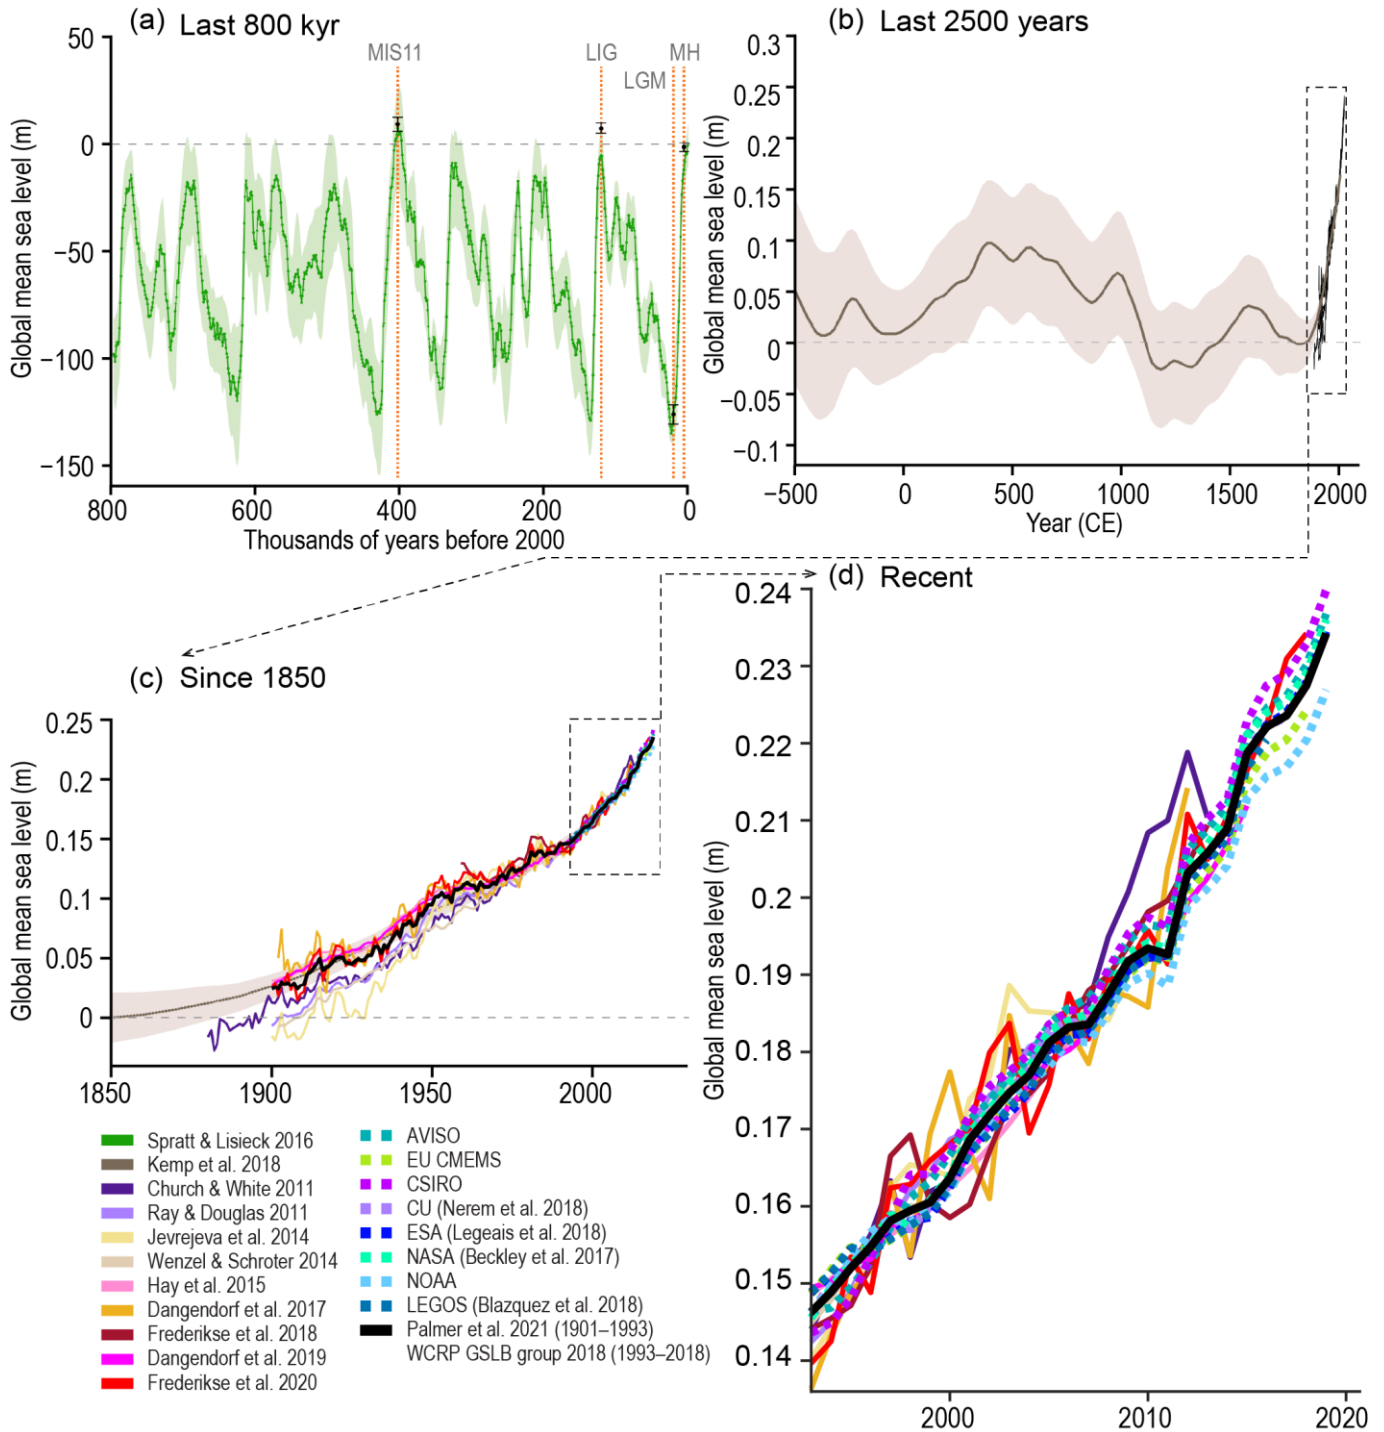 (a) Last 800 kyr
50
0
−50
−100
−150
Global mean sea level (m)
MIS11
LIG
LGM
MH
800
600
400
200
0
Thousands of years before 2000
(b) Last 2500 years
0.3
0.25
0.2
0.15
0.1
0.05
0
−0.05
−0.1
Global mean sea level (m)
−500
0
500
1000
1500
2000
Year (CE)
(c) Since 1850
0.25
0.2
0.15
0.1
0.05
0
Global mean sea level (m)
1850
1900
1950
2000
(d) Recent
0.24
0.23
0.22
0.21
0.2
0.19
0.18
0.17
0.16
0.15
0.14
Global mean sea level (m)
2000
2010
2020
Spratt & Lisieck 2016
Kemp et al. 2018
Church & White 2011
Ray & Douglas 2011
Jevrejeva et al. 2014
Wenzel & Schroter 2014
Hay et al. 2015
Dangendorf et al. 2017
Frederikse et al. 2018
Dangendorf et al. 2019
Frederikse et al. 2020
AVISO
EU CMEMS
CSIRO
CU (Nerem et al. 2018)
ESA (Legeais et al. 2018)
NASA (Beckley et al. 2017)
NOAA
LEGOS (Blazquez et al. 2018)
Palmer et al. 2021 (1901–1993)
WCRP GSLB group 2018 (1993–2018)